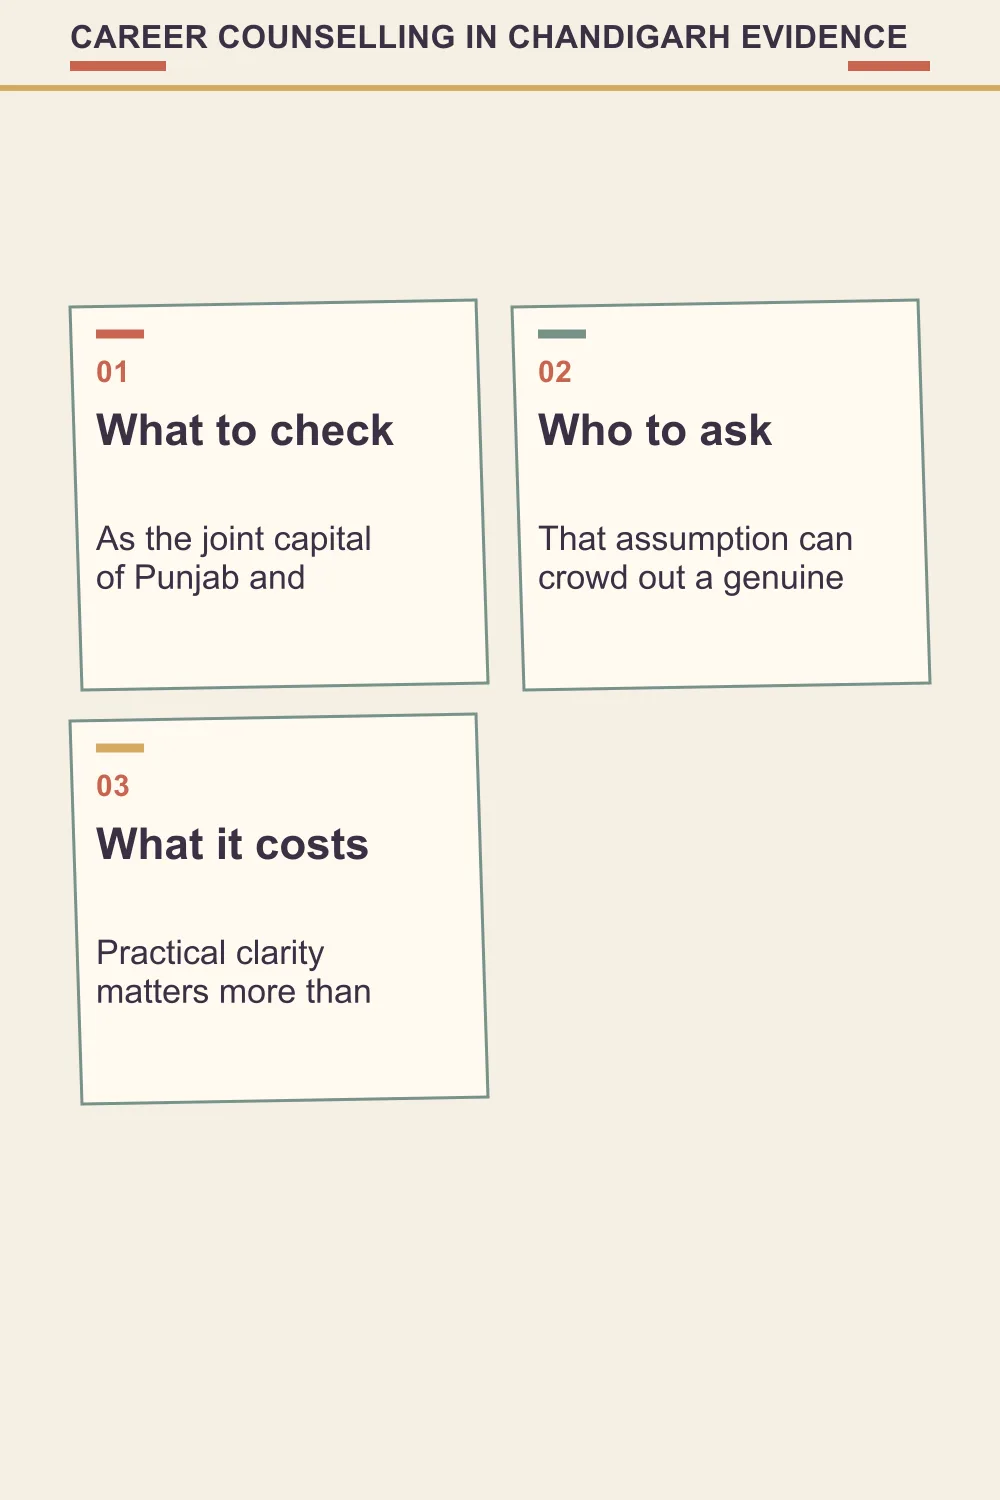 CAREER COUNSELLING IN CHANDIGARH EVIDENCE
01
What to check
As the joint capital
of Punjab and
02
Who to ask
That assumption can
crowd out a genuine
03
What it costs
Practical clarity
matters more than